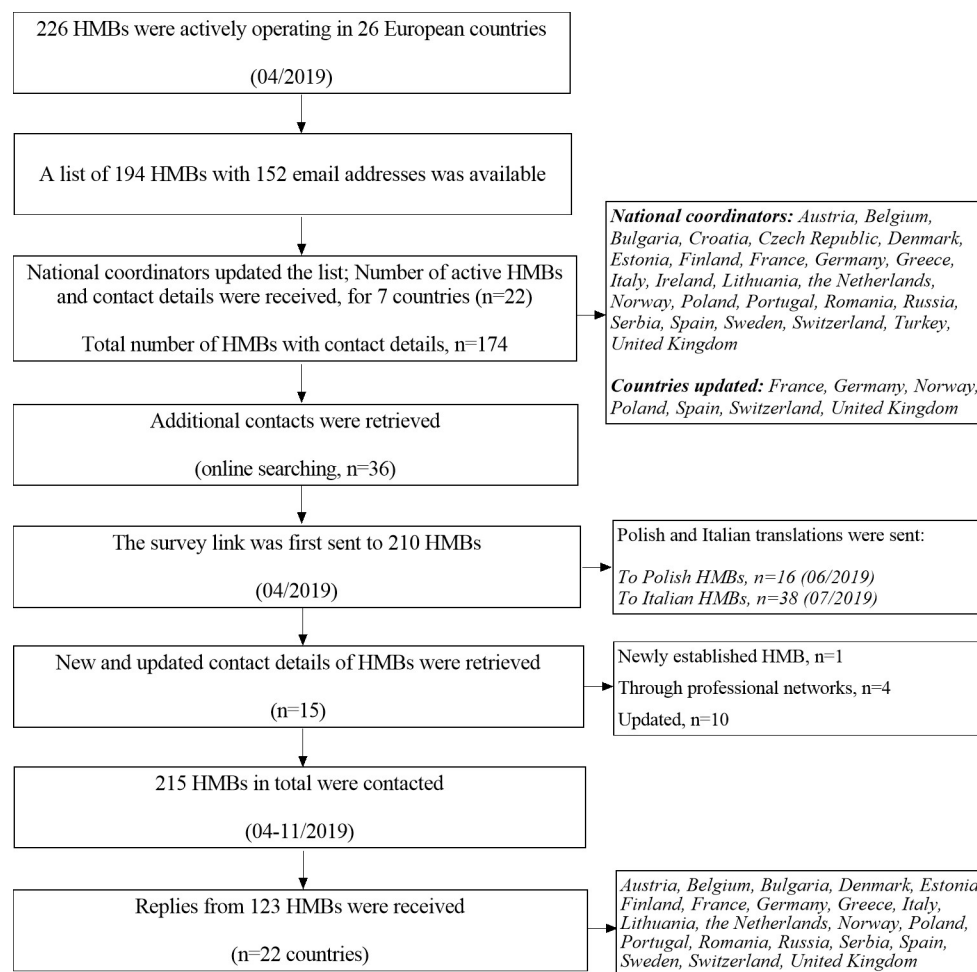 226 HMBs were actively operating in 26 European countries
(04/2019)
A list of 194 HMBs with 152 email addresses was available
National coordinators updated the list; Number of active HMBs
and contact details were received, for 7 countries (n=22)
Total number of HMBs with contact details, n=174
National coordinators: Austria, Belgium,
Bulgaria, Croatia, Czech Republic, Denmark,
Estonia, Finland, France, Germany, Greece,
Italy, Ireland, Lithuania, the Netherlands,
Norway, Poland, Portugal, Romania, Russia,
Serbia, Spain, Sweden, Switzerland, Turkey,
United Kingdom
Countries updated: France, Germany, Norway,
Poland, Spain, Switzerland, United Kingdom
Additional contacts were retrieved
(online searching, n=36)
The survey link was first sent to 210 HMBs
(04/2019)
Polish and Italian translations were sent:
To Polish HMBs, n=16 (06/2019)
To Italian HMBs, n=38 (07/2019)
New and updated contact details of HMBs were retrieved
(n=15)
Newly established HMB, n=1
Through professional networks, n=4
Updated, n=10
215 HMBs in total were contacted
(04-11/2019)
Replies from 123 HMBs were received
(n=22 countries)
Austria, Belgium, Bulgaria, Denmark, Estonia
Finland, France, Germany, Greece, Italy,
Lithuania, the Netherlands, Norway, Poland,
Portugal, Romania, Russia, Serbia, Spain,
Sweden, Switzerland, United Kingdom